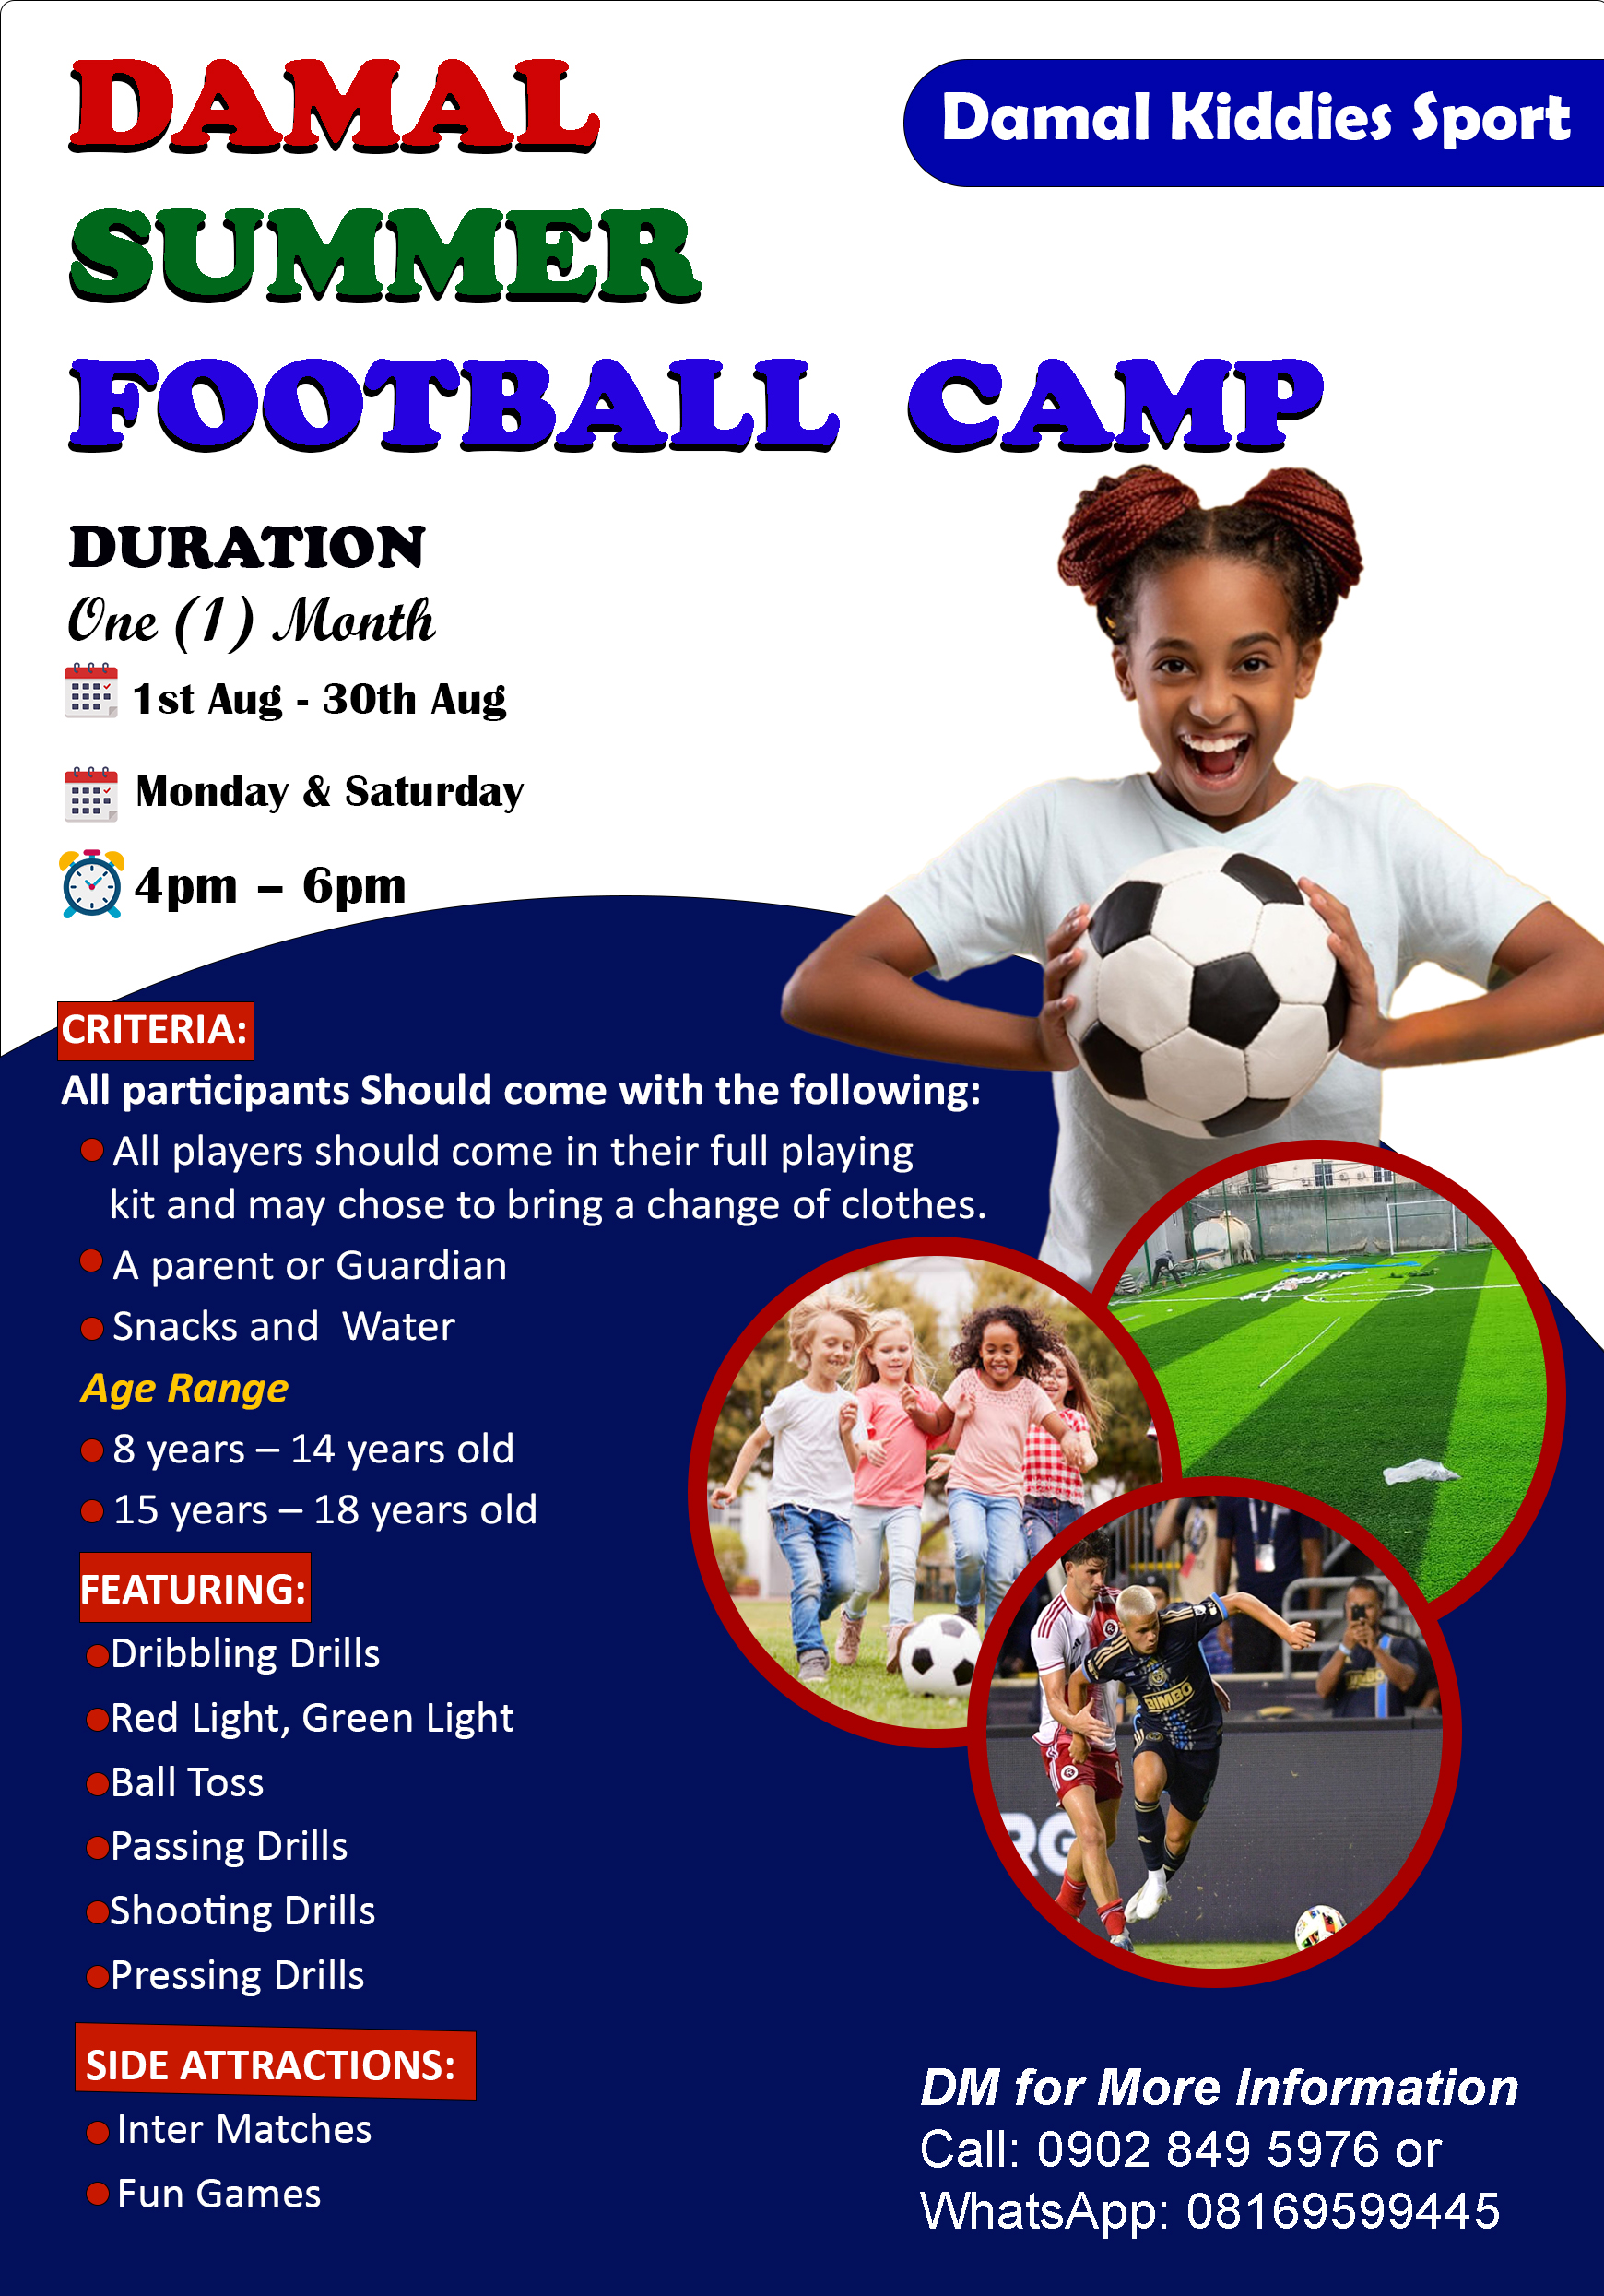 DAMAL
Damal Kiddies Sport
SUMMER
FOOTBALL CAMP
DURATION
One (1) Month
1st Aug - 30th Aug
Monday & Saturday
4pm – 6pm
CRITERIA:
All participants Should come with the following:
All players should come in their full playing
kit and may chose to bring a change of clothes.
A parent or Guardian
Snacks and Water
Age Range
8 years – 14 years old
15 years – 18 years old
FEATURING:
Dribbling Drills
Red Light, Green Light
Ball Toss
Passing Drills
Shooting Drills
Pressing Drills
BIMBO
RG
SIDE ATTRACTIONS:
Inter Matches
Fun Games
DM for More Information
Call: 0902 849 5976 or
WhatsApp: 08169599445